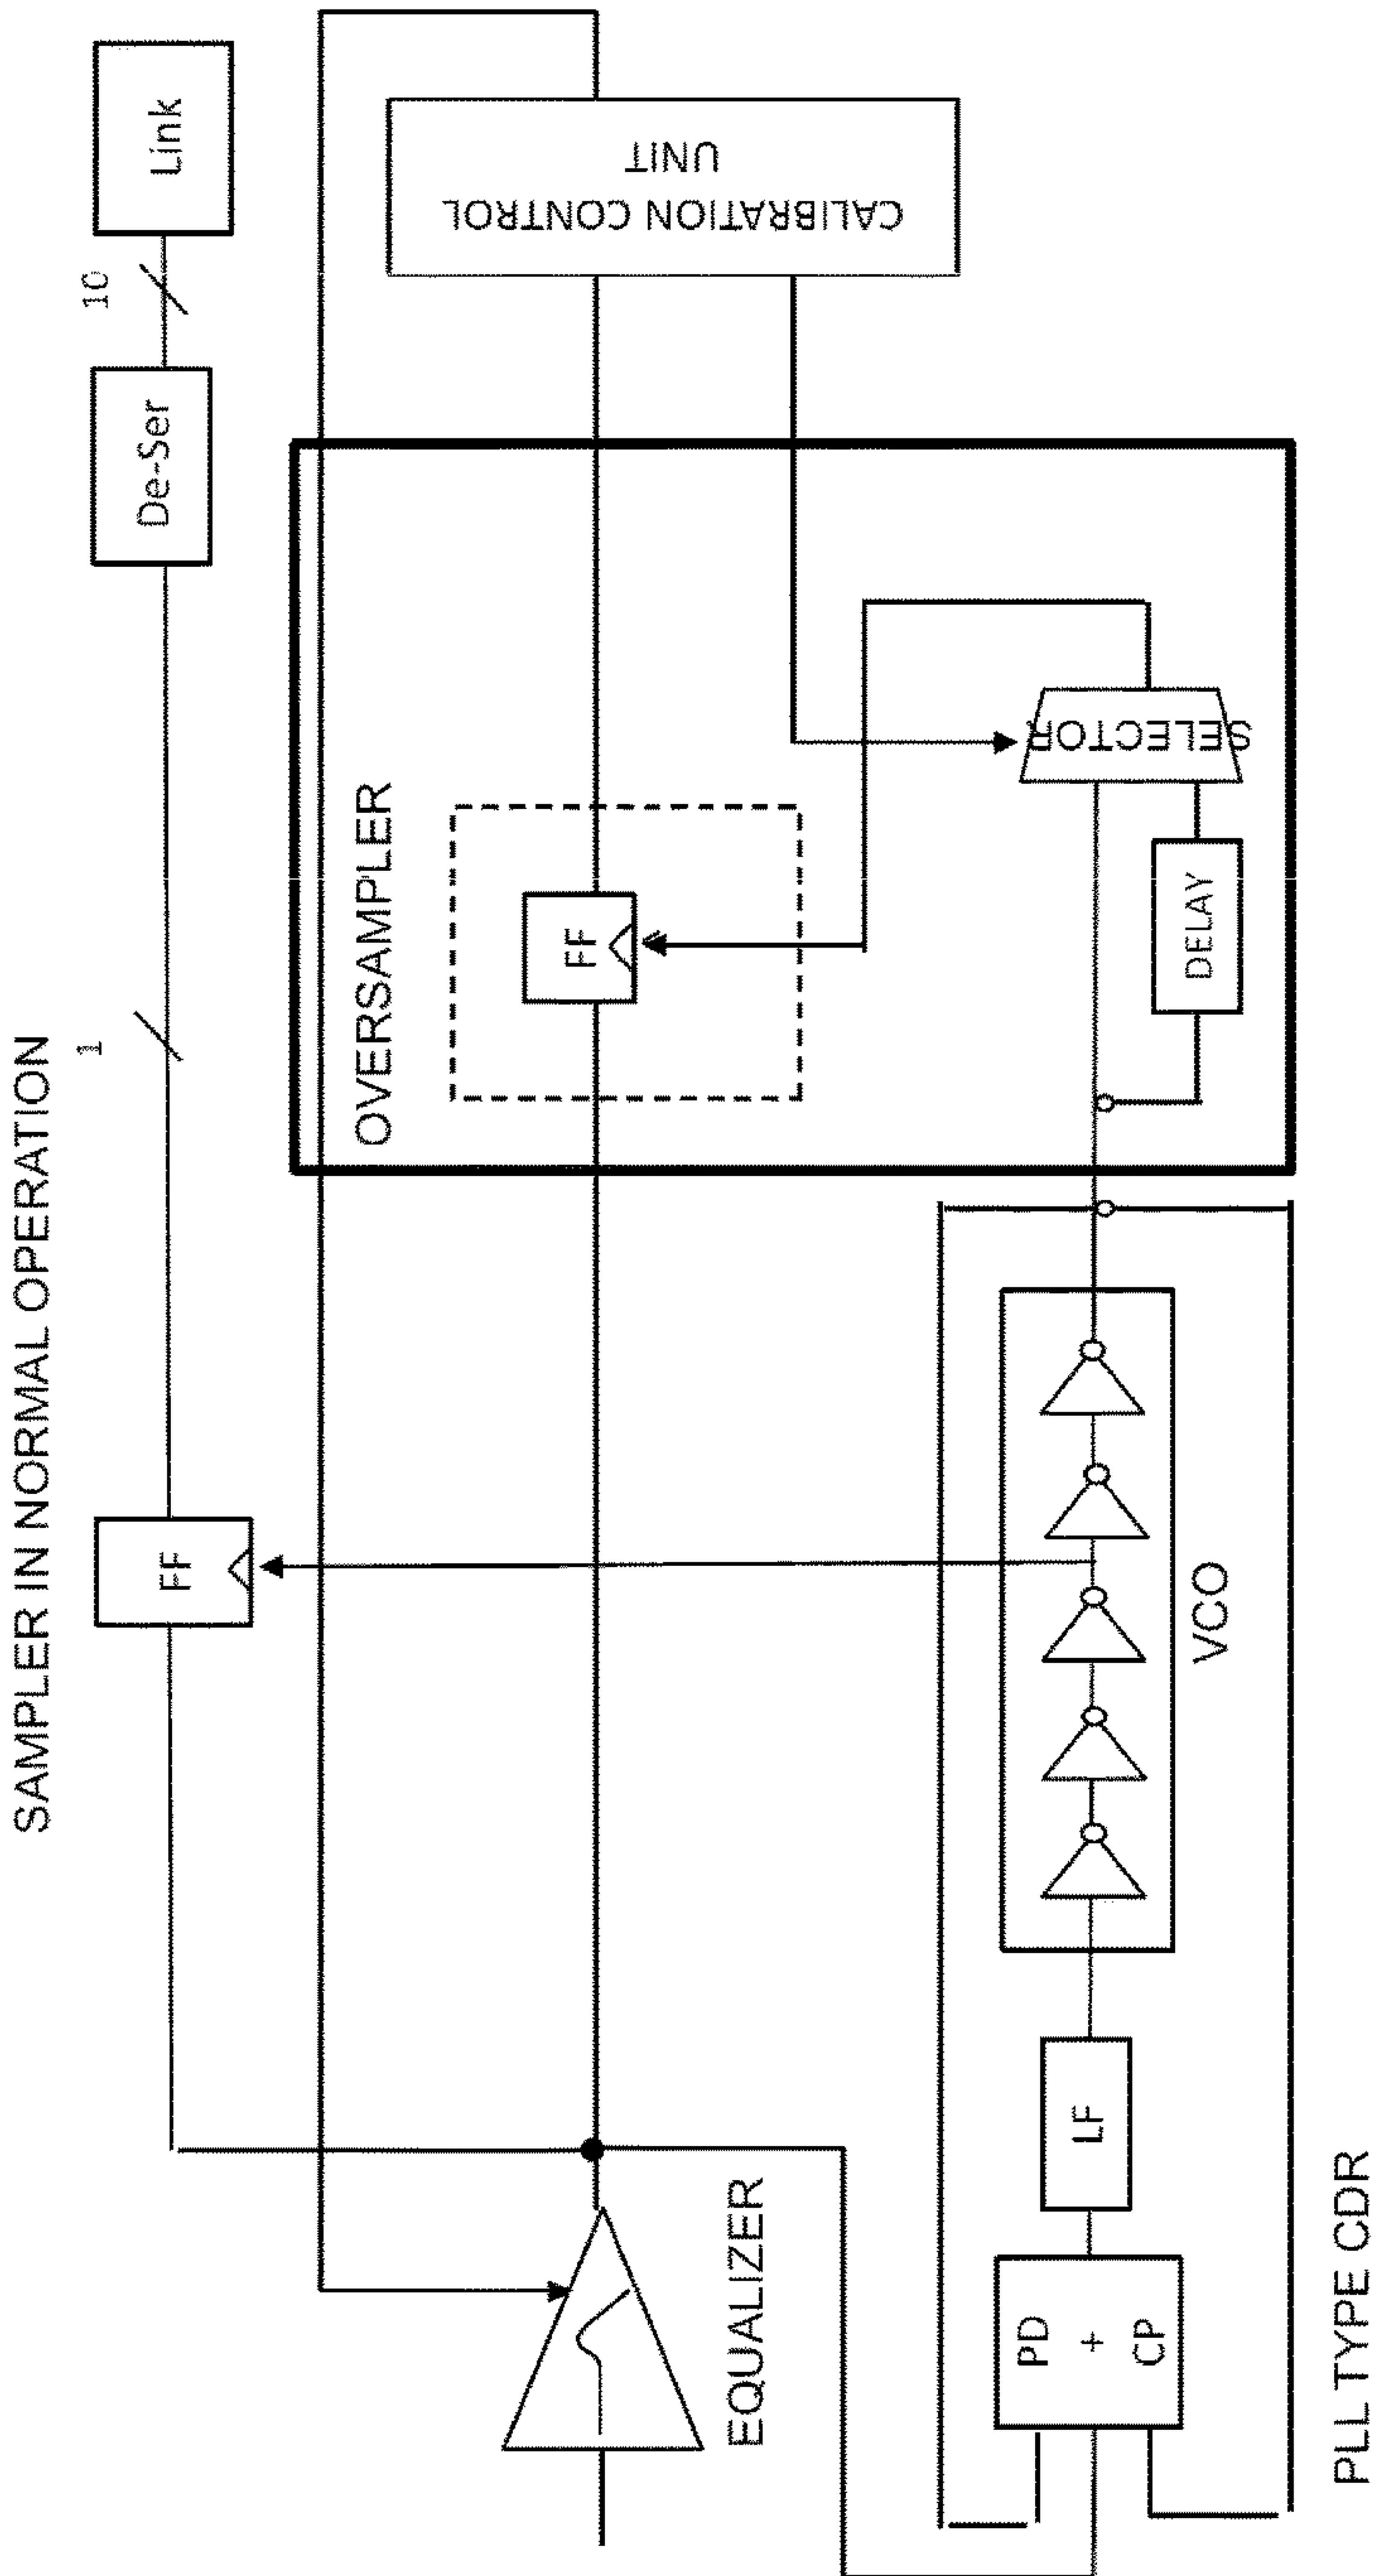 SAMPLER IN NORMAL OPERATION
FF
1
De-Ser
10
Link
OVERSAMPLER
FF
CALIBRATION CONTROL
UNIT
EQUALIZER
SELECTOR
DELAY
PD
+
CP
LF
VCO
PLL TYPE CDR